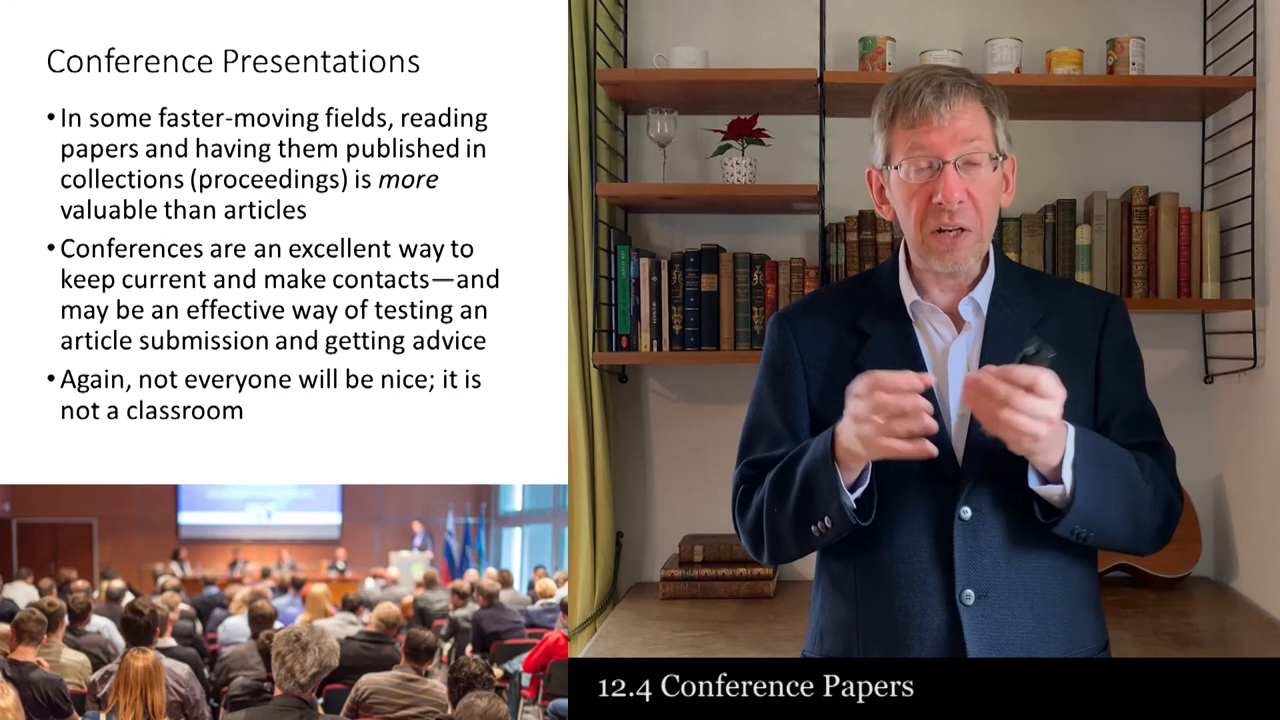 Conference Presentations
•In some faster-moving fields, reading
papers and having them published in
collections (proceedings) is more
valuable than articles
•Conferences are an excellent way to
keep current and make contacts—and
may be an effective way of testing an
article submission and getting advice
•Again, not everyone will be nice; it is
not a classroom
12.4 Conference Papers